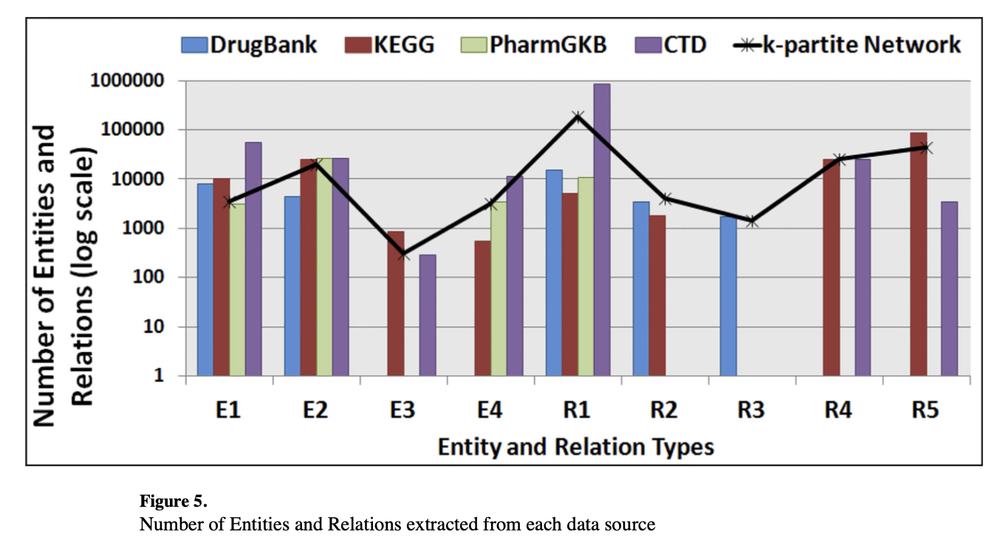 DrugBank KEGG PharmGKB CTD k-partite Network
Number of Entities and
Relations (log scale)
1000000
100000
10000
1000
100
10
1
E1 E2 E3 E4 R1 R2 R3 R4 R5
Entity and Relation Types
Figure 5.
Number of Entities and Relations extracted from each data source